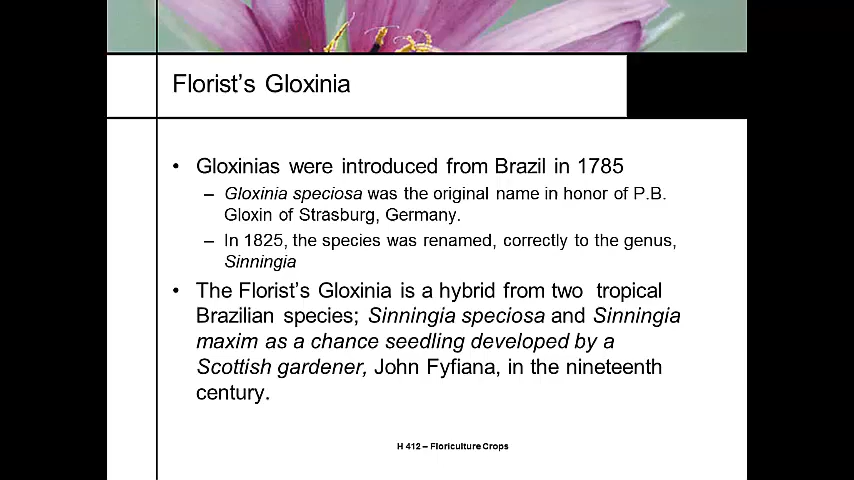 Florist's Gloxinia
• Gloxinias were introduced from Brazil in 1785
– Gloxinia speciosa was the original name in honor of P.B.
Gloxin of Strasburg, Germany.
– In 1825, the species was renamed, correctly to the genus,
Sinningia
• The Florist's Gloxinia is a hybrid from two tropical
Brazilian species; Sinningia speciosa and Sinningia
maxim as a chance seedling developed by a
Scottish gardener, John Fyfiana, in the nineteenth
century.
H 412 – Floriculture Crops